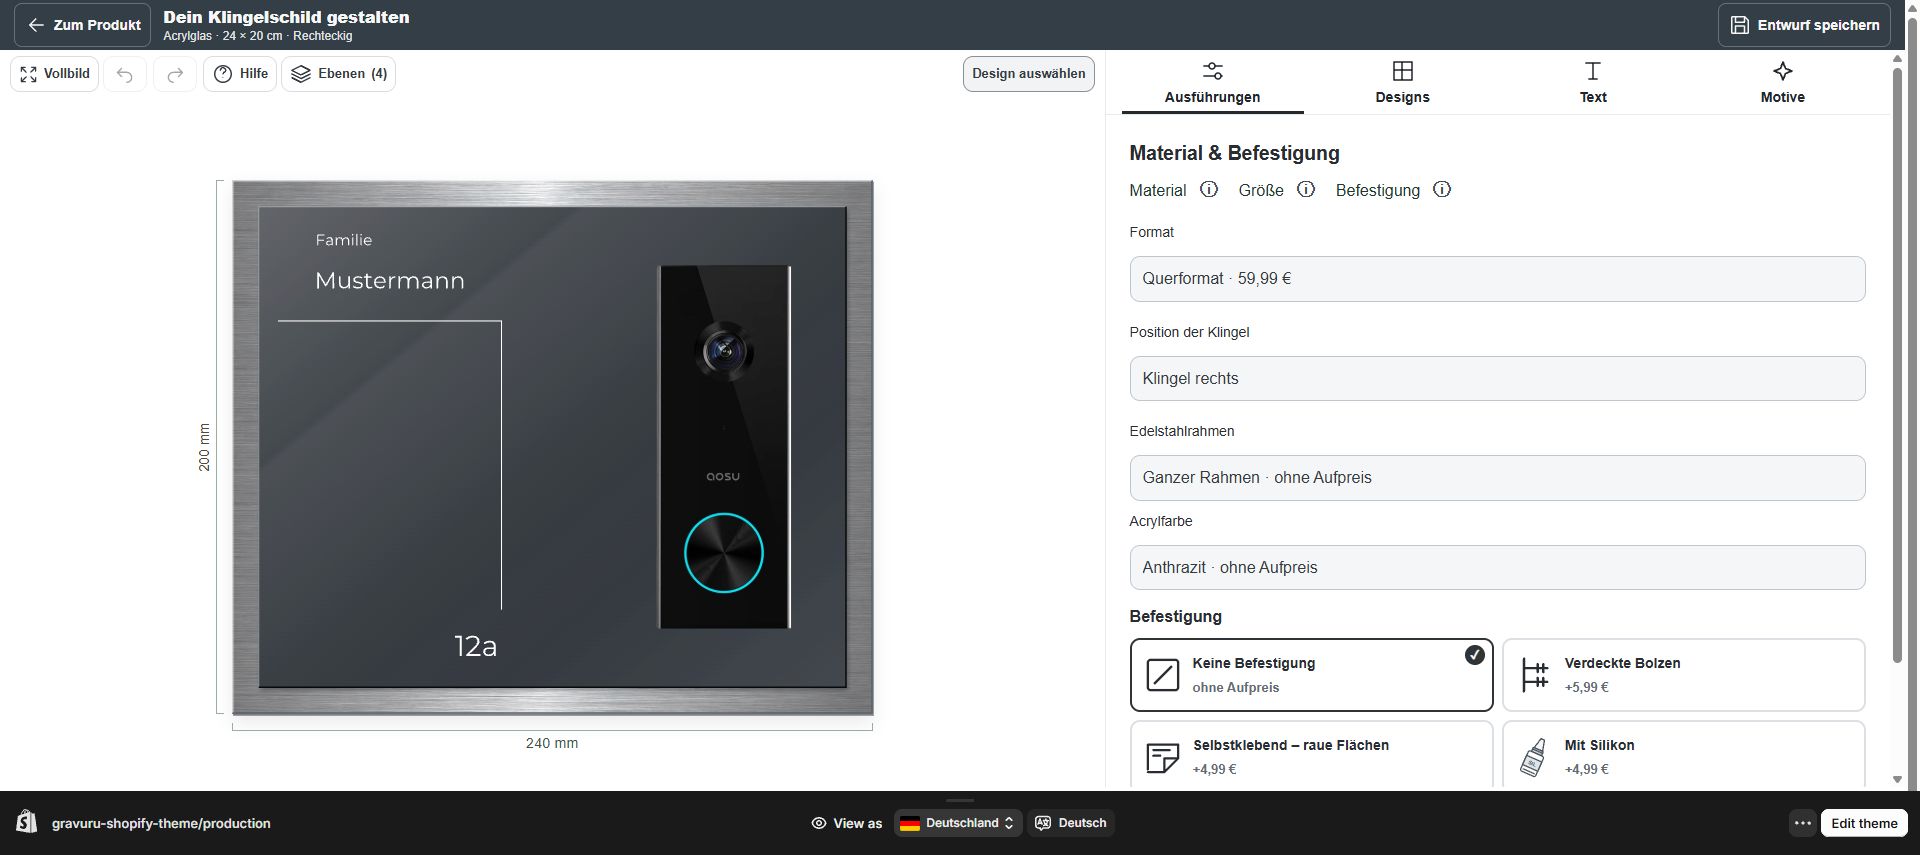 Zum Produkt
Dein Klingelschild gestalten
Acrylglas · 24 × 20 cm · Rechteckig
Entwurf speichern
Vollbild
Hilfe
Ebenen (4)
Design auswählen
Ausführungen
Designs
Text
Motive
Familie
Mustermann
12a
aosu
200 mm
240 mm
Material & Befestigung
Material
Größe
Befestigung
Format
Querformat · 59,99 €
Position der Klingel
Klingel rechts
Edelstahlrahmen
Ganzer Rahmen · ohne Aufpreis
Acrylfarbe
Anthrazit · ohne Aufpreis
Befestigung
Keine Befestigung
ohne Aufpreis
Verdeckte Bolzen
+5,99 €
Selbstklebend – raue Flächen
+4,99 €
SIL
Mit Silikon
+4,99 €
gravuru-shopify-theme/production
View as
Deutschland
Deutsch
Edit theme